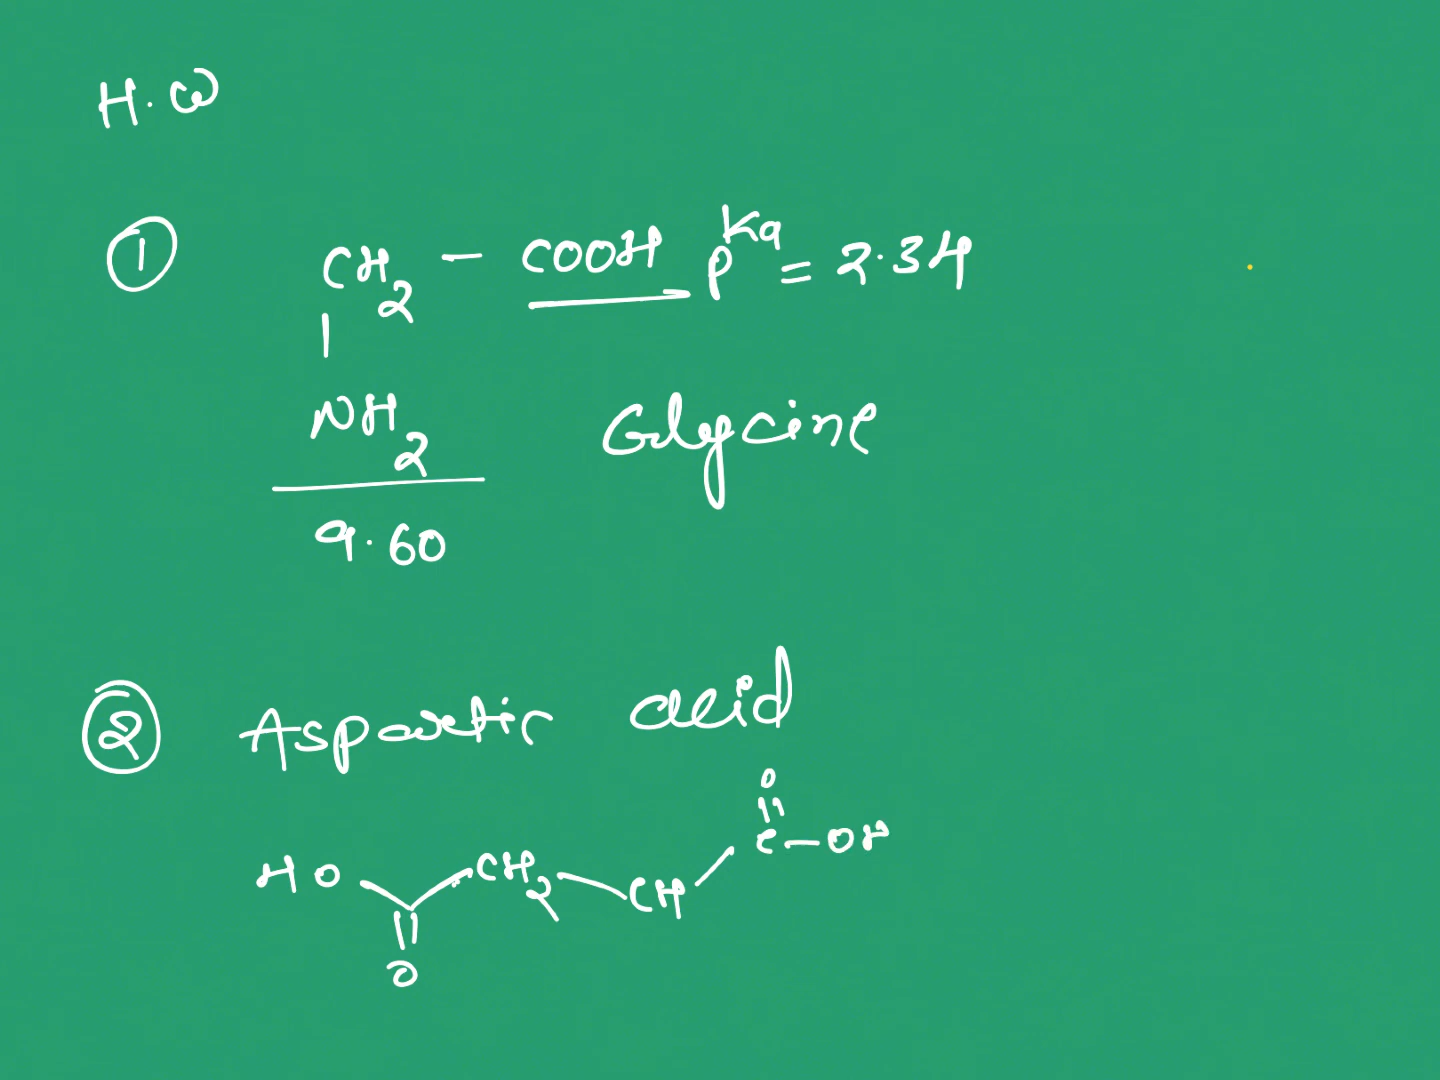 H.W
① CH2 - COOH pKa = 2.34
|
NH2 Glycine
9.60
② Aspartic acid
O
HO CH2 CH C-OH
O